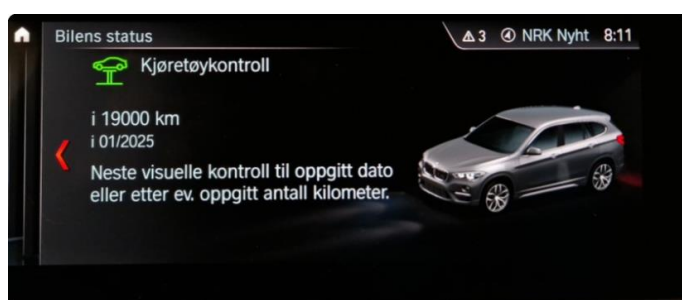 Bilens status
3 NRK Nyht 8:11
Kjøretøykontroll
i 19000 km
i 01/2025
Neste visuelle kontroll til oppgitt dato
eller etter ev. oppgitt antall kilometer.